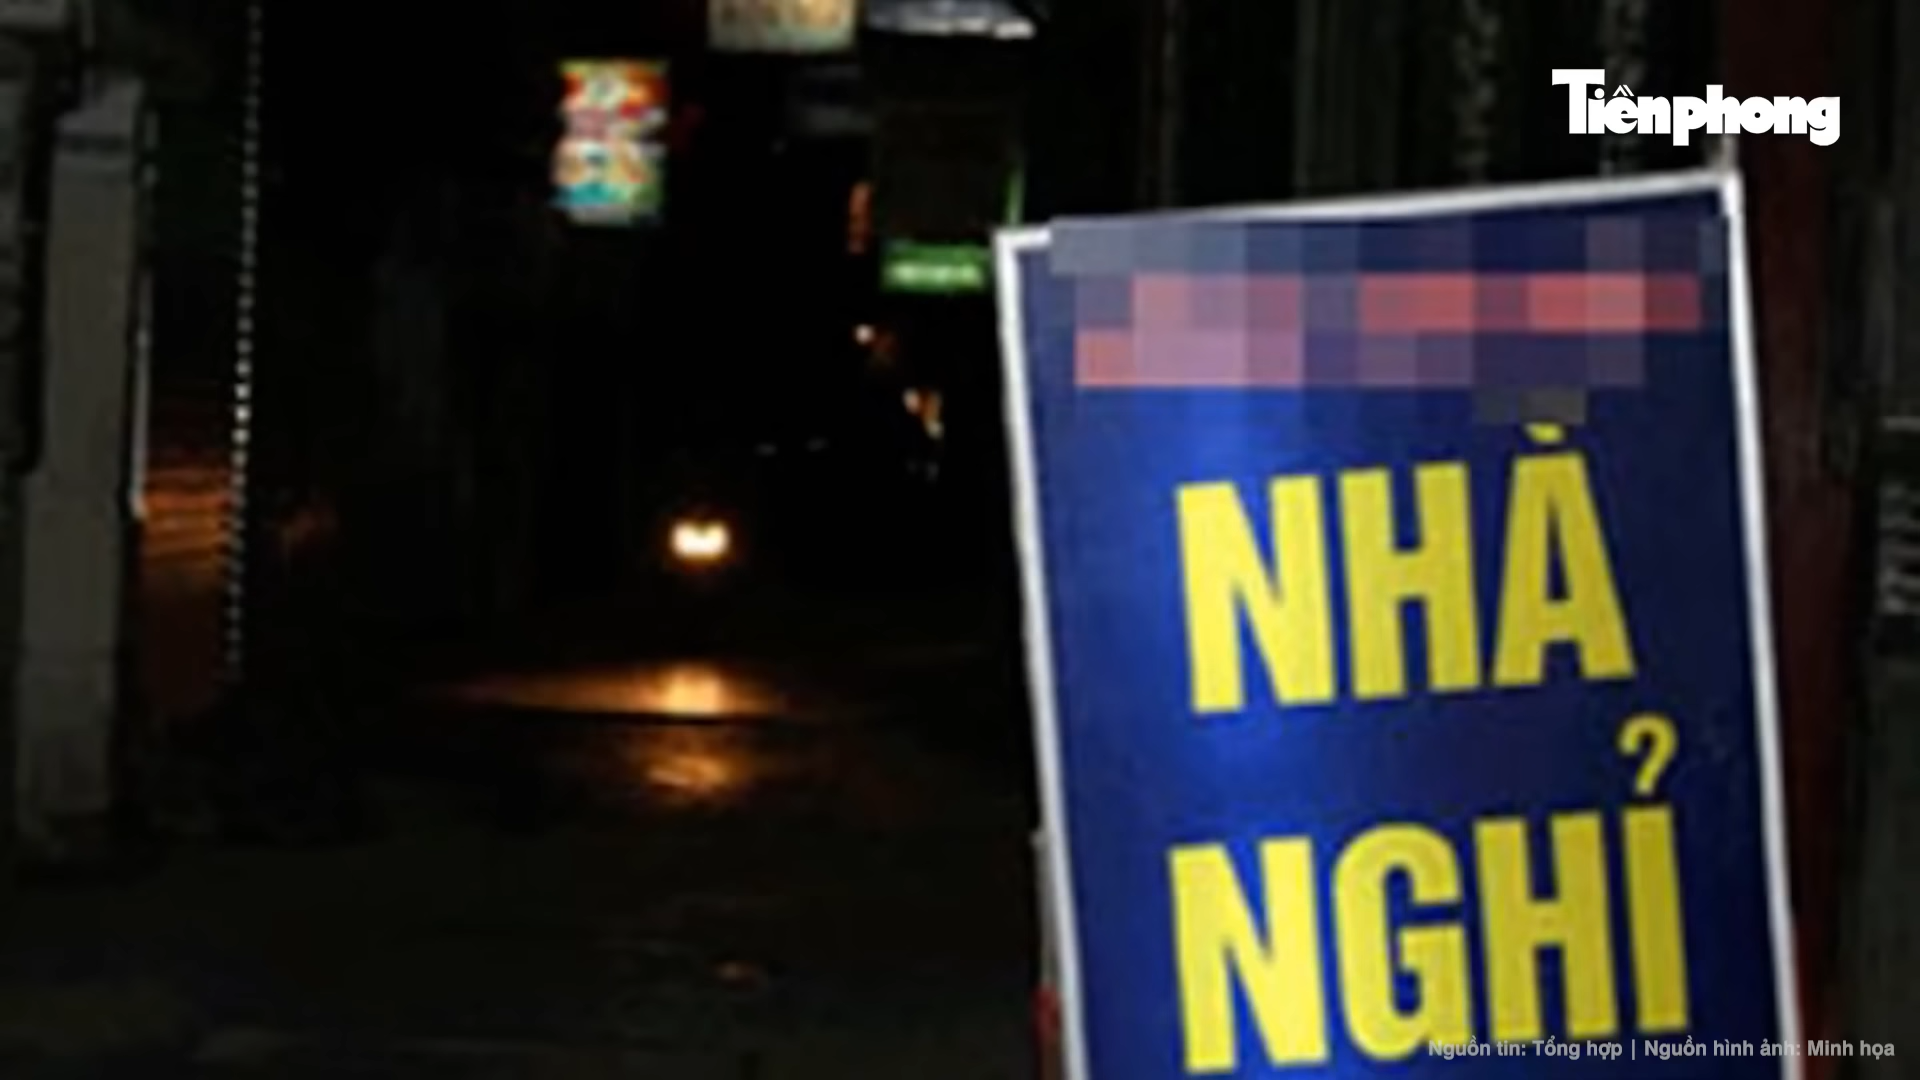 Tiềnphong
NHÀ
NGHỈ
Nguồn tin: Tổng hợp | Nguồn hình ảnh: Minh họa